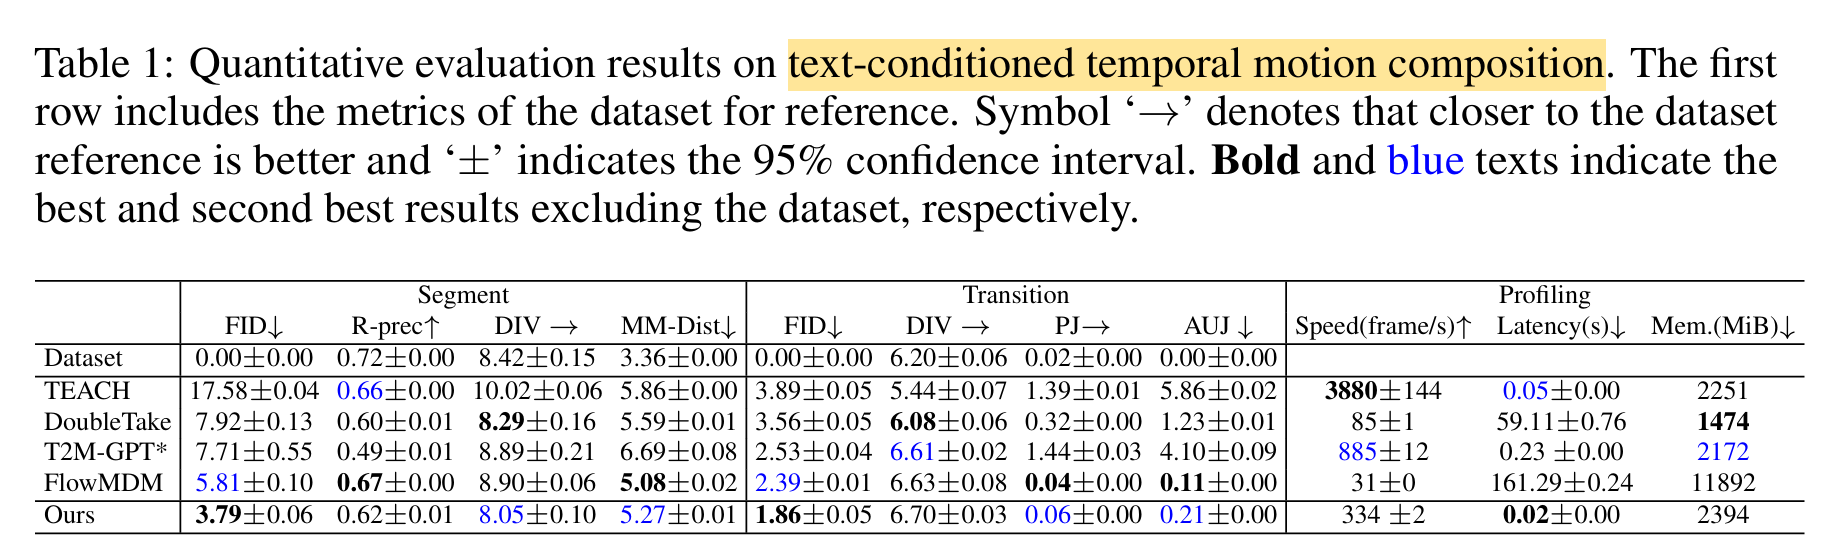 Table 1: Quantitative evaluation results on text-conditioned temporal motion composition. The first
row includes the metrics of the dataset for reference. Symbol ‘→’ denotes that closer to the dataset
reference is better and ‘±’ indicates the 95% confidence interval. Bold and blue texts indicate the
best and second best results excluding the dataset, respectively.
Segment Transition Profiling
FID↓ R-prec↑ DIV → MM-Dist↓ FID↓ DIV → PJ→ AUJ ↓ Speed(frame/s)↑ Latency(s)↓ Mem.(MiB)↓
Dataset 0.00±0.00 0.72±0.00 8.42±0.15 3.36±0.00 0.00±0.00 6.20±0.06 0.02±0.00 0.00±0.00
TEACH 17.58±0.04 0.66±0.00 10.02±0.06 5.86±0.00 3.89±0.05 5.44±0.07 1.39±0.01 5.86±0.02 3880±144 0.05±0.00 2251
DoubleTake 7.92±0.13 0.60±0.01 8.29±0.16 5.59±0.01 3.56±0.05 6.08±0.06 0.32±0.00 1.23±0.01 85±1 59.11±0.76 1474
T2M-GPT* 7.71±0.55 0.49±0.01 8.89±0.21 6.69±0.08 2.53±0.04 6.61±0.02 1.44±0.03 4.10±0.09 885±12 0.23 ±0.00 2172
FlowMDM 5.81±0.10 0.67±0.00 8.90±0.06 5.08±0.02 2.39±0.01 6.63±0.08 0.04±0.00 0.11±0.00 31±0 161.29±0.24 11892
Ours 3.79±0.06 0.62±0.01 8.05±0.10 5.27±0.01 1.86±0.05 6.70±0.03 0.06±0.00 0.21±0.00 334 ±2 0.02±0.00 2394